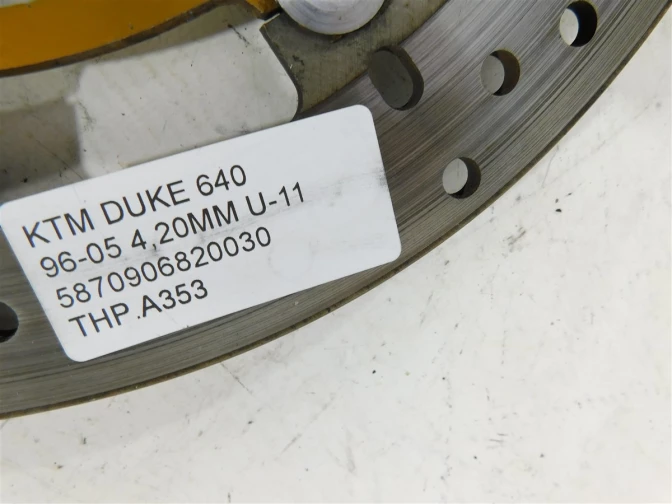 KTM DUKE 640
96-05 4,20MM U-11
5870906820030
THP.A353